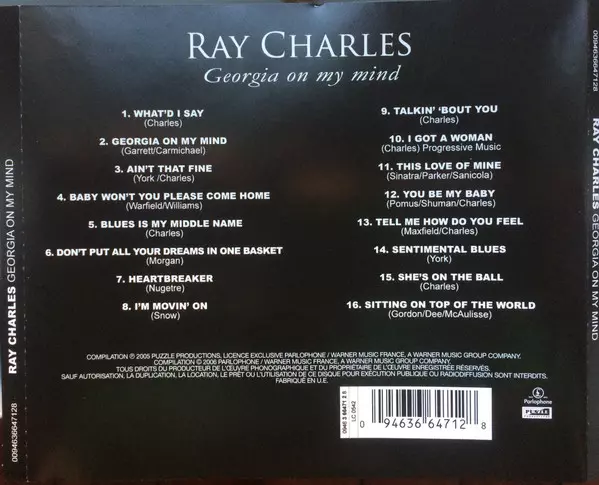 RAY CHARLES
Georgia on my mind
1. WHAT'D I SAY
(Charles)
2. GEORGIA ON MY MIND
(Garrett/Carmichael)
3. AIN'T THAT FINE
(York /Charles)
4. BABY WON'T YOU PLEASE COME HOME
(Warfield/Williams)
5. BLUES IS MY MIDDLE NAME
(Charles)
6. DON'T PUT ALL YOUR DREAMS IN ONE BASKET
(Morgan)
7. HEARTBREAKER
(Nugetre)
8. I'M MOVIN' ON
(Snow)
9. TALKIN' 'BOUT YOU
(Charles)
10. I GOT A WOMAN
(Charles) Progressive Music
11. THIS LOVE OF MINE
(Sinatra/Parker/Sanicola)
12. YOU BE MY BABY
(Pomus/Shuman/Charles)
13. TELL ME HOW DO YOU FEEL
(Maxfield/Charles)
14. SENTIMENTAL BLUES
(York)
15. SHE'S ON THE BALL
(Charles)
16. SITTING ON TOP OF THE WORLD
(Gordon/Dee/McAulisse)
COMPILATION ℗ 2005 PUZZLE PRODUCTIONS, LICENCE EXCLUSIVE PARLOPHONE / WARNER MUSIC FRANCE, A WARNER MUSIC GROUP COMPANY.
COMPILATION © 2006 PARLOPHONE / WARNER MUSIC FRANCE, A WARNER MUSIC GROUP COMPANY.
TOUS DROITS DU PRODUCTEUR DE L'ŒUVRE PHONOGRAPHIQUE ET DU PROPRIÉTAIRE DE L'ŒUVRE ENREGISTRÉE RÉSERVÉS.
SAUF AUTORISATION, LA DUPLICATION, LA LOCATION, LE PRÊT OU L'UTILISATION DE CE DISQUE POUR EXÉCUTION PUBLIQUE OU RADIODIFFUSION SONT INTERDITS.
FABRIQUÉ EN U.E.
0946 3 66471 2 8
LC 0542
0 94636 64712 8
Parlophone
RAY CHARLES GEORGIA ON MY MIND
0094636647128
0094636647128
RAY CHARLES GEORGIA ON MY MIND